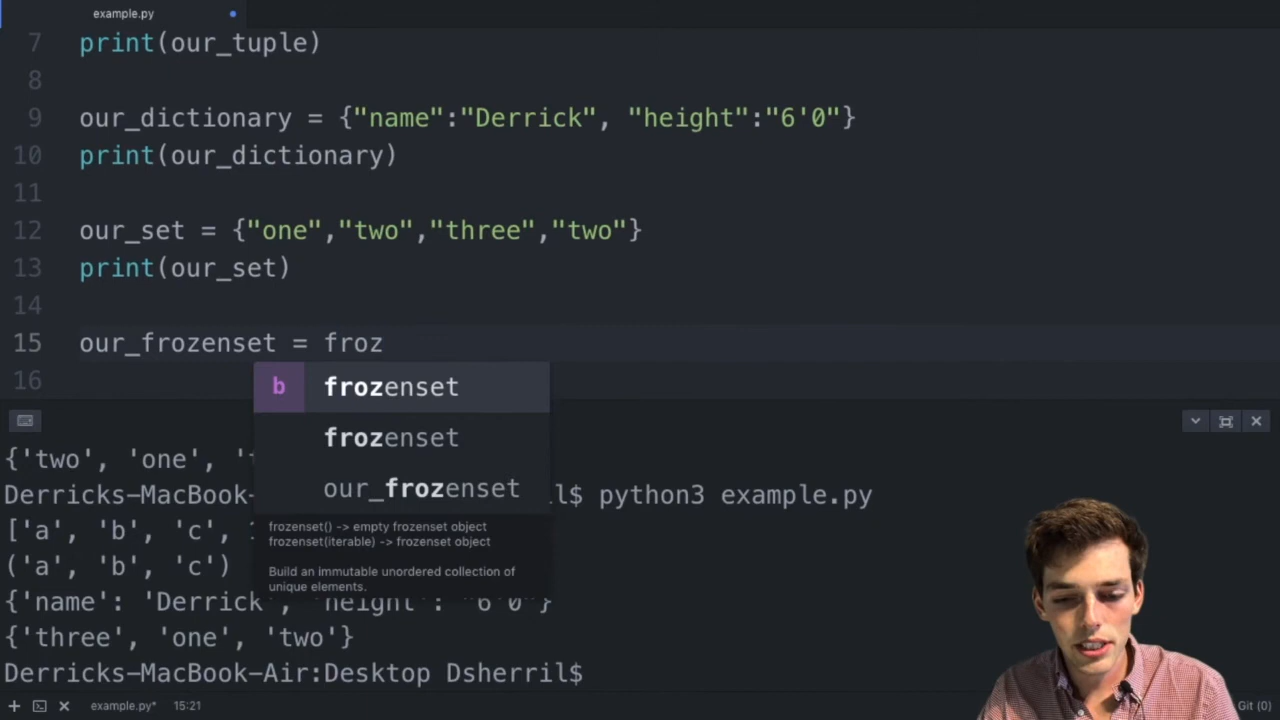 example.py
7 print(our_tuple)
8
9 our_dictionary = {"name":"Derrick", "height":"6'0"}
10 print(our_dictionary)
11
12 our_set = {"one","two","three","two"}
13 print(our_set)
14
15 our_frozenset = froz
16
b frozenset
frozenset
our_frozenset
frozenset() -> empty frozenset object
frozenset(iterable) -> frozenset object
Build an immutable unordered collection of
unique elements.
{'two', 'one', '
Derricks-MacBook- l$ python3 example.py
['a', 'b', 'c',
('a', 'b', 'c')
{'name': 'Derrick', 'height': "6'0"}
{'three', 'one', 'two'}
Derricks-MacBook-Air:Desktop Dsherril$
example.py* 15:21 Git (0)